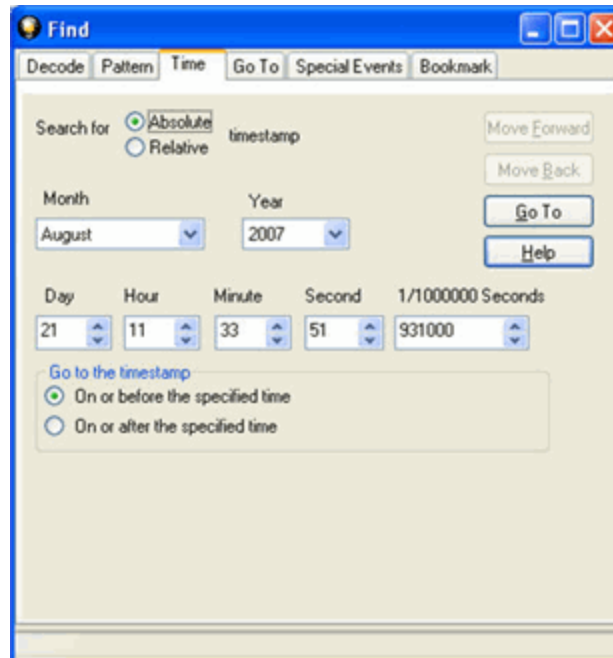 Find
Decode Pattern Time Go To Special Events Bookmark
Search for Absolute timestamp
Relative
Move Forward
Move Back
Month Year
August 2007
Go To
Help
Day Hour Minute Second 1/1000000 Seconds
21 11 33 51 931000
Go to the timestamp
On or before the specified time
On or after the specified time